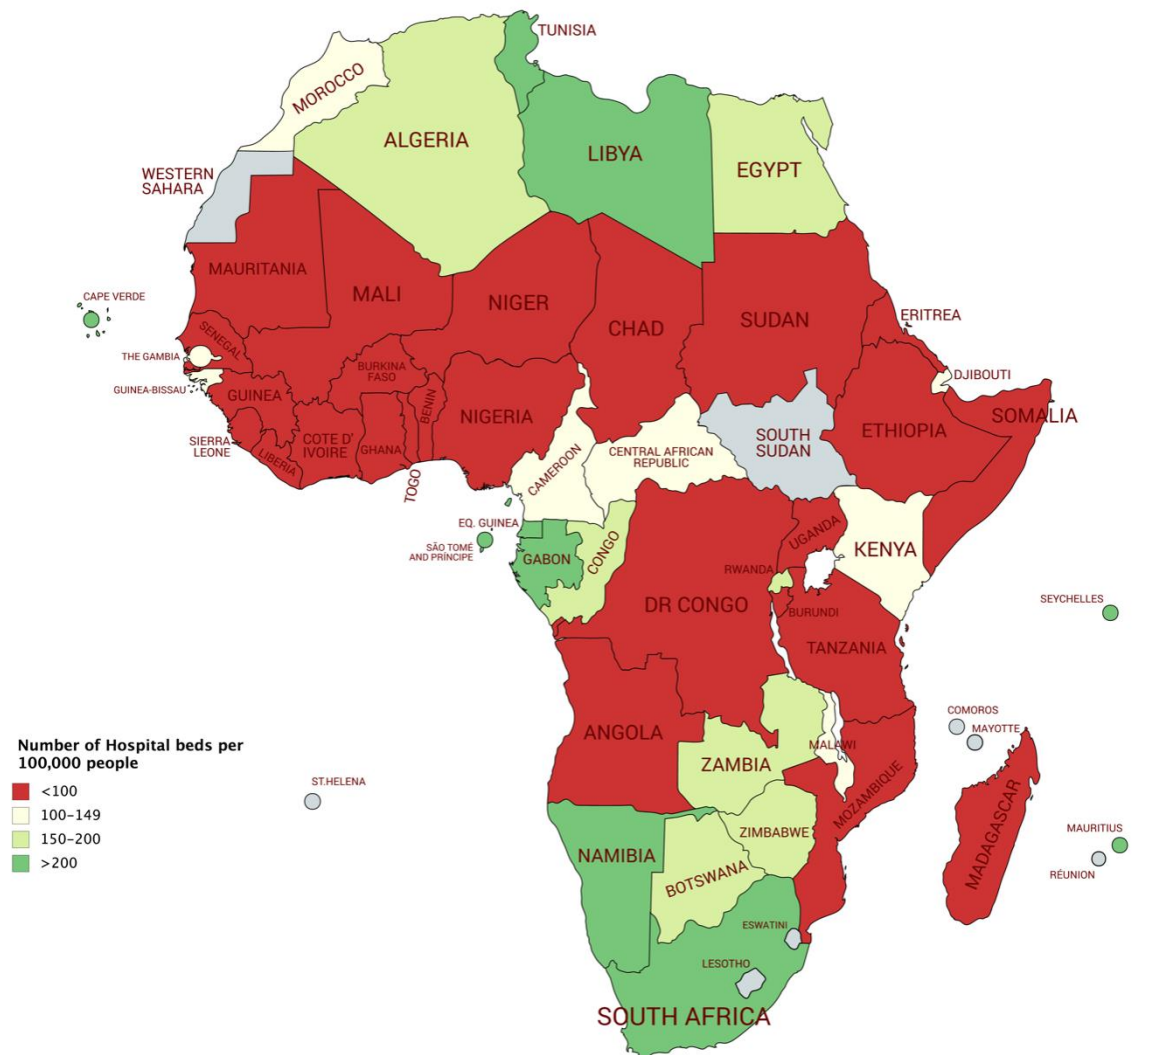 TUNISIA
MOROCCO
ALGERIA
LIBYA
EGYPT
WESTERN
SAHARA
MAURITANIA
MALI
NIGER
CHAD
SUDAN
ERITREA
CAPE VERDE
SENEGAL
THE GAMBIA
GUINEA-BISSAU
GUINEA
BURKINA
FASO
BENIN
NIGERIA
DJIBOUTI
SOMALIA
ETHIOPIA
SOUTH
SUDAN
SIERRA
LEONE
LIBERIA
COTE D'
IVOIRE
GHANA
TOGO
CAMEROON
CENTRAL AFRICAN
REPUBLIC
EQ. GUINEA
SÃO TOMÉ
AND PRÍNCIPE
GABON
CONGO
UGANDA
KENYA
RWANDA
DR CONGO
BURUNDI
TANZANIA
SEYCHELLES
COMOROS
MAYOTTE
ANGOLA
ZAMBIA
MALAWI
MOZAMBIQUE
MADAGASCAR
ST.HELENA
NAMIBIA
ZIMBABWE
BOTSWANA
MAURITIUS
RÉUNION
ESWATINI
LESOTHO
SOUTH AFRICA
Number of Hospital beds per
100,000 people
<100
100-149
150-200
>200